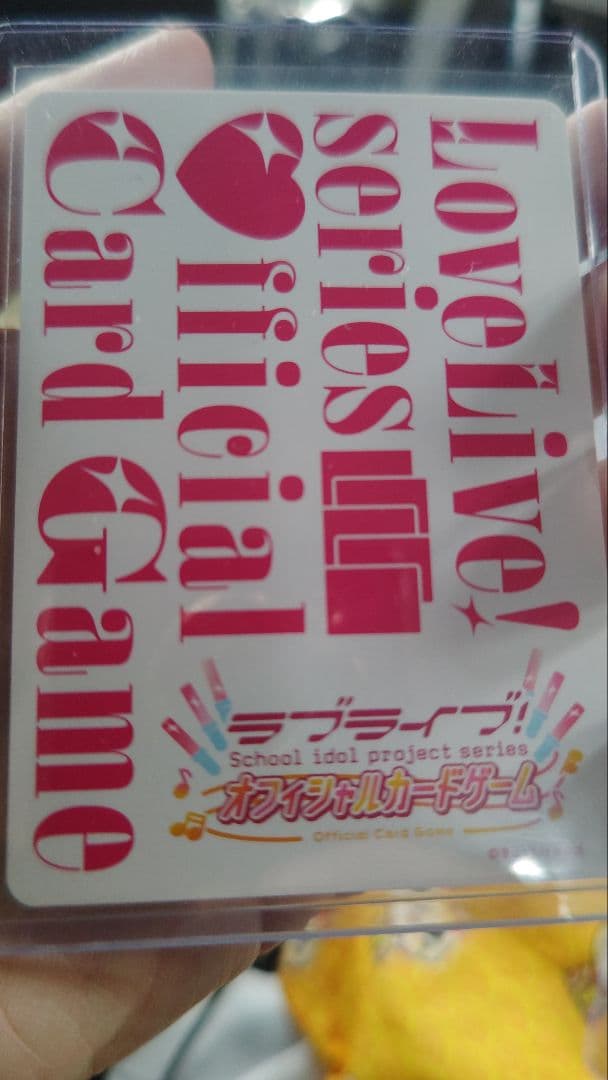 LoveLive!
series
Official
Card Game
ラブライブ!
School idol project series
オフィシャルカードゲーム
Official Card Game